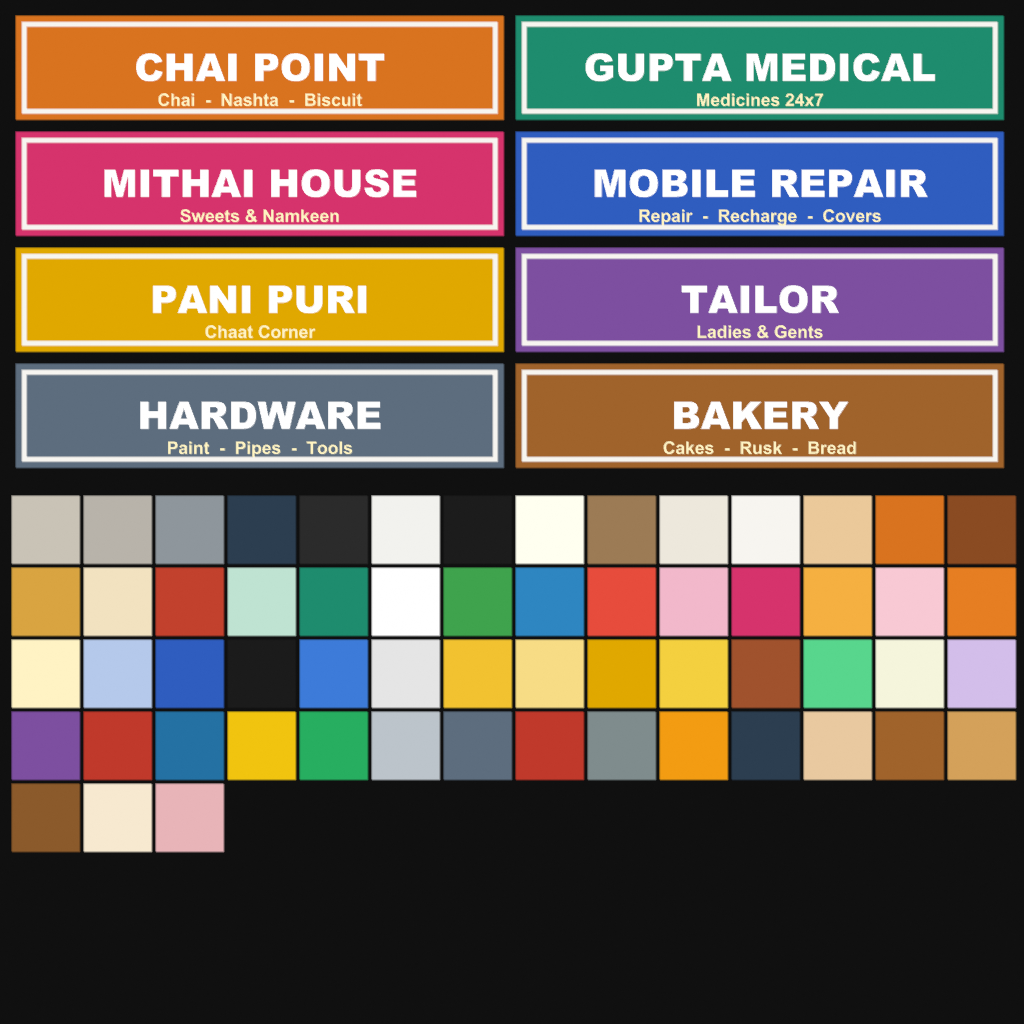 CHAI POINT
Chai - Nashta - Biscuit
GUPTA MEDICAL
Medicines 24x7
MITHAI HOUSE
Sweets & Namkeen
MOBILE REPAIR
Repair - Recharge - Covers
PANI PURI
Chaat Corner
TAILOR
Ladies & Gents
HARDWARE
Paint - Pipes - Tools
BAKERY
Cakes - Rusk - Bread